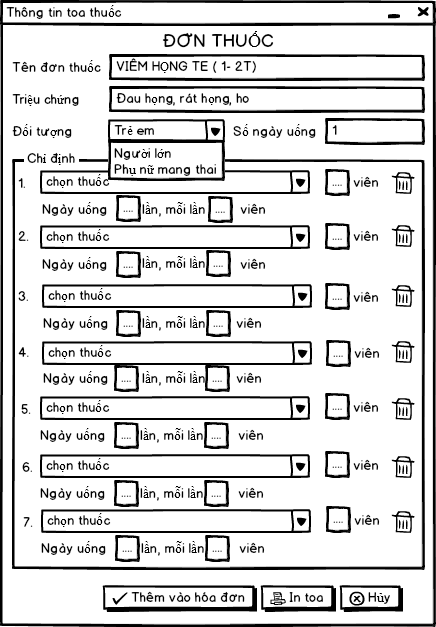 Thông tin toa thuốc
ĐƠN THUỐC
Tên đơn thuốc VIÊM HỌNG TE ( 1- 2T)
Triệu chứng Đau họng, rát họng, ho
Đối tượng Trẻ em Số ngày uống 1
Người lớn
Phụ nữ mang thai
Chỉ định
1. chọn thuốc .... viên
Ngày uống .... lần, mỗi lần .... viên
2. chọn thuốc .... viên
Ngày uống .... lần, mỗi lần .... viên
3. chọn thuốc .... viên
Ngày uống .... lần, mỗi lần .... viên
4. chọn thuốc .... viên
Ngày uống .... lần, mỗi lần .... viên
5. chọn thuốc .... viên
Ngày uống .... lần, mỗi lần .... viên
6. chọn thuốc .... viên
Ngày uống .... lần, mỗi lần .... viên
7. chọn thuốc .... viên
Ngày uống .... lần, mỗi lần .... viên
Thêm vào hóa đơn In toa Hủy